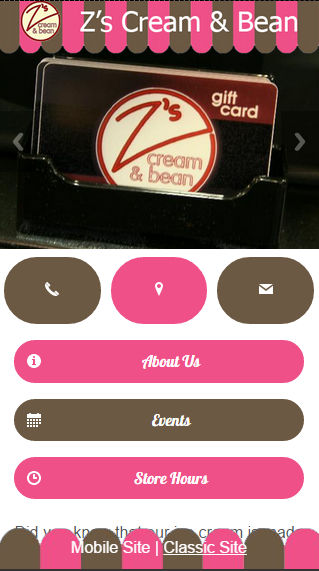 Z's
cream
& bean
Z's Cream & Bean
gift
card
Z's
cream
& bean
About Us
Events
Store Hours
Did you know that our ice cream is made
Mobile Site | Classic Site